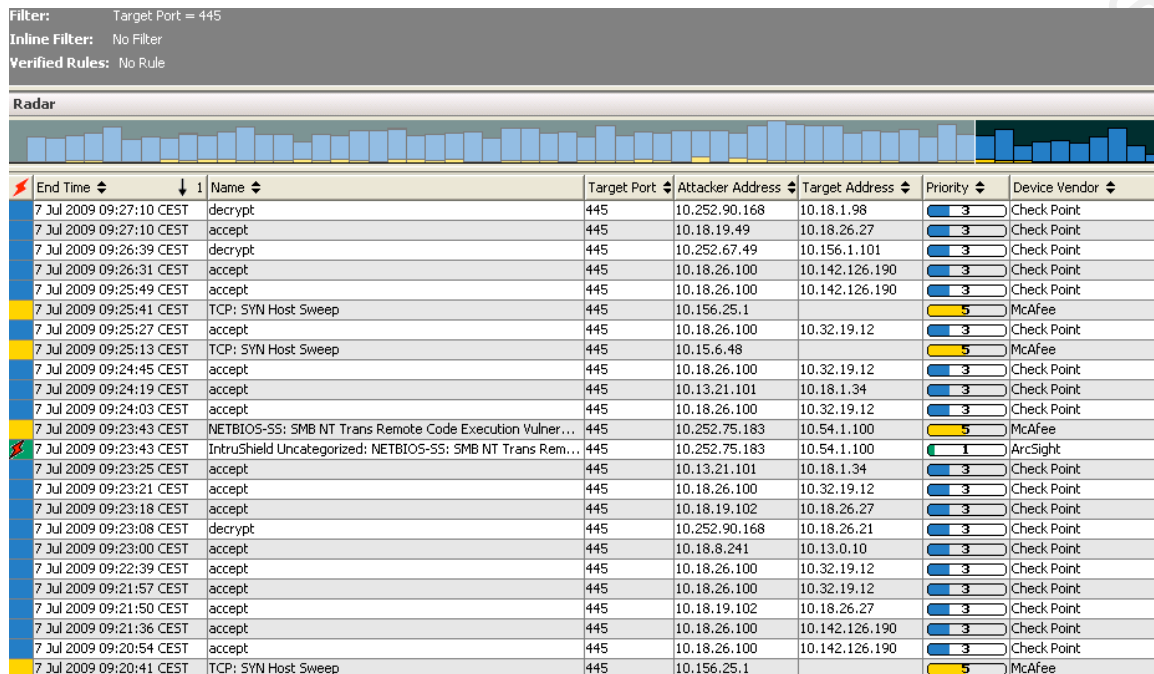 Filter: Target Port = 445
Inline Filter: No Filter
Verified Rules: No Rule
Radar
End Time 1 Name Target Port Attacker Address Target Address Priority Device Vendor
7 Jul 2009 09:27:10 CEST decrypt 445 10.252.90.168 10.18.1.98 3 Check Point
7 Jul 2009 09:27:10 CEST accept 445 10.18.19.49 10.18.26.27 3 Check Point
7 Jul 2009 09:26:39 CEST decrypt 445 10.252.67.49 10.156.1.101 3 Check Point
7 Jul 2009 09:26:31 CEST accept 445 10.18.26.100 10.142.126.190 3 Check Point
7 Jul 2009 09:25:49 CEST accept 445 10.18.26.100 10.142.126.190 3 Check Point
7 Jul 2009 09:25:41 CEST TCP: SYN Host Sweep 445 10.156.25.1 5 McAfee
7 Jul 2009 09:25:27 CEST accept 445 10.18.26.100 10.32.19.12 3 Check Point
7 Jul 2009 09:25:13 CEST TCP: SYN Host Sweep 445 10.15.6.48 5 McAfee
7 Jul 2009 09:24:45 CEST accept 445 10.18.26.100 10.32.19.12 3 Check Point
7 Jul 2009 09:24:19 CEST accept 445 10.13.21.101 10.18.1.34 3 Check Point
7 Jul 2009 09:24:03 CEST accept 445 10.18.26.100 10.32.19.12 3 Check Point
7 Jul 2009 09:23:43 CEST NETBIOS-SS: SMB NT Trans Remote Code Execution Vulner... 445 10.252.75.183 10.54.1.100 5 McAfee
7 Jul 2009 09:23:43 CEST IntruShield Uncategorized: NETBIOS-SS: SMB NT Trans Rem... 445 10.252.75.183 10.54.1.100 1 ArcSight
7 Jul 2009 09:23:25 CEST accept 445 10.13.21.101 10.18.1.34 3 Check Point
7 Jul 2009 09:23:21 CEST accept 445 10.18.26.100 10.32.19.12 3 Check Point
7 Jul 2009 09:23:18 CEST accept 445 10.18.19.102 10.18.26.27 3 Check Point
7 Jul 2009 09:23:08 CEST decrypt 445 10.252.90.168 10.18.26.21 3 Check Point
7 Jul 2009 09:23:00 CEST accept 445 10.18.8.241 10.13.0.10 3 Check Point
7 Jul 2009 09:22:39 CEST accept 445 10.18.26.100 10.32.19.12 3 Check Point
7 Jul 2009 09:21:57 CEST accept 445 10.18.26.100 10.32.19.12 3 Check Point
7 Jul 2009 09:21:50 CEST accept 445 10.18.19.102 10.18.26.27 3 Check Point
7 Jul 2009 09:21:36 CEST accept 445 10.18.26.100 10.142.126.190 3 Check Point
7 Jul 2009 09:20:54 CEST accept 445 10.18.26.100 10.142.126.190 3 Check Point
7 Jul 2009 09:20:41 CEST TCP: SYN Host Sweep 445 10.156.25.1 5 McAfee